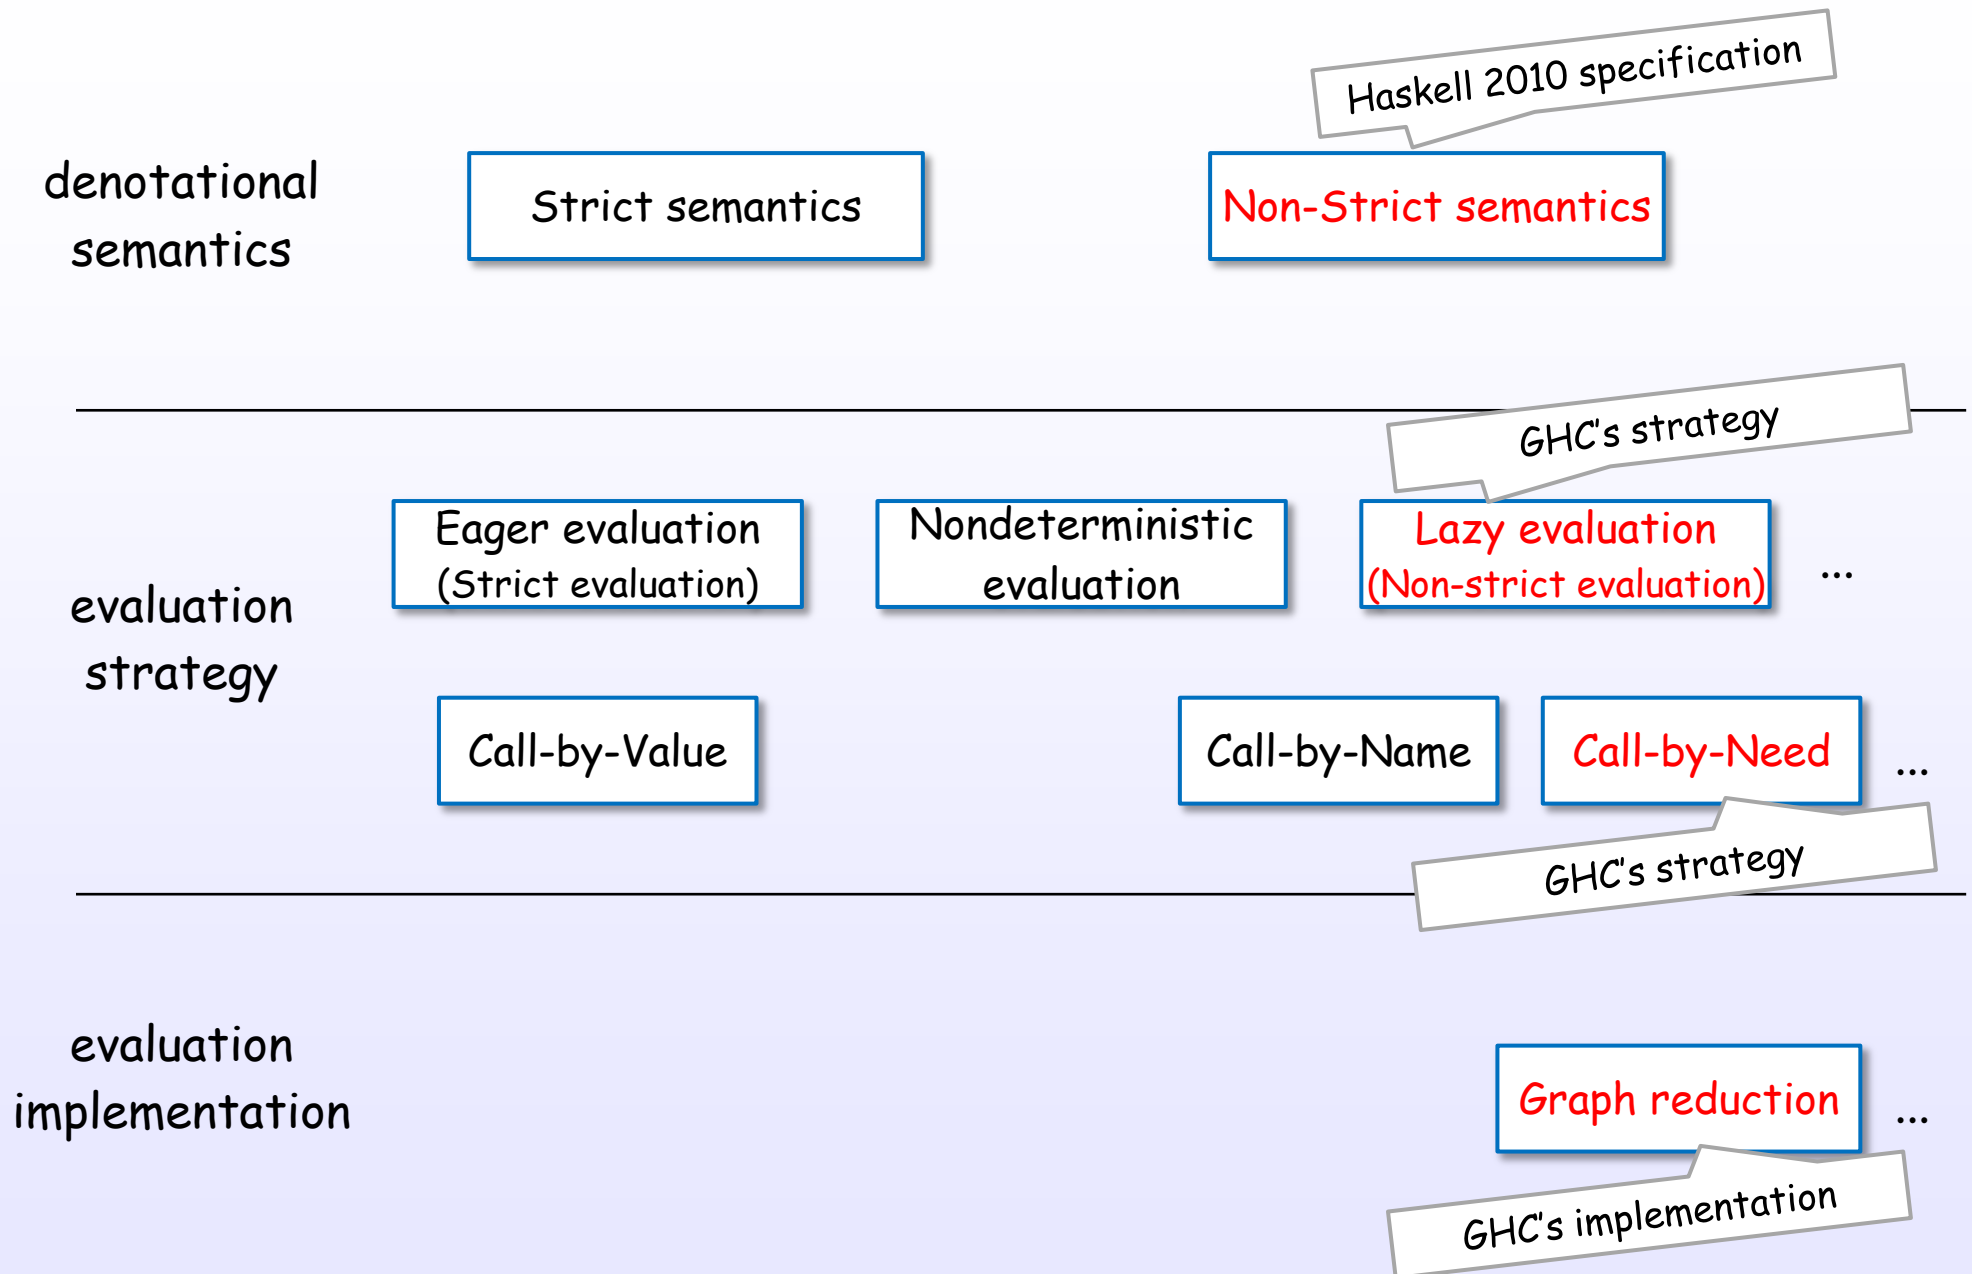 Haskell 2010 specification
denotational
semantics
Strict semantics
Non-Strict semantics
GHC's strategy
evaluation
strategy
Eager evaluation
(Strict evaluation)
Nondeterministic
evaluation
Lazy evaluation
(Non-strict evaluation)
...
Call-by-Value
Call-by-Name
Call-by-Need
...
GHC's strategy
evaluation
implementation
Graph reduction
...
GHC's implementation